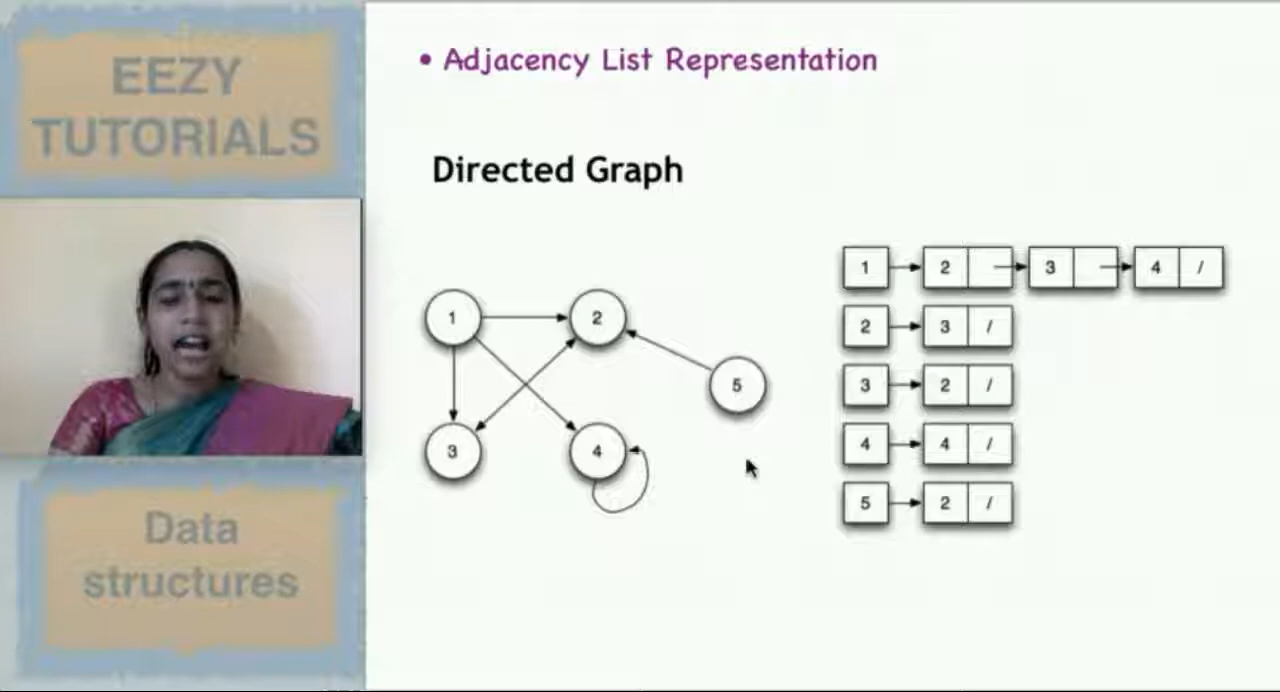 EEZY
TUTORIALS
Data
structures
• Adjacency List Representation
Directed Graph
1 2
5
3 4
1 2 3 4 /
2 3 /
3 2 /
4 4 /
5 2 /